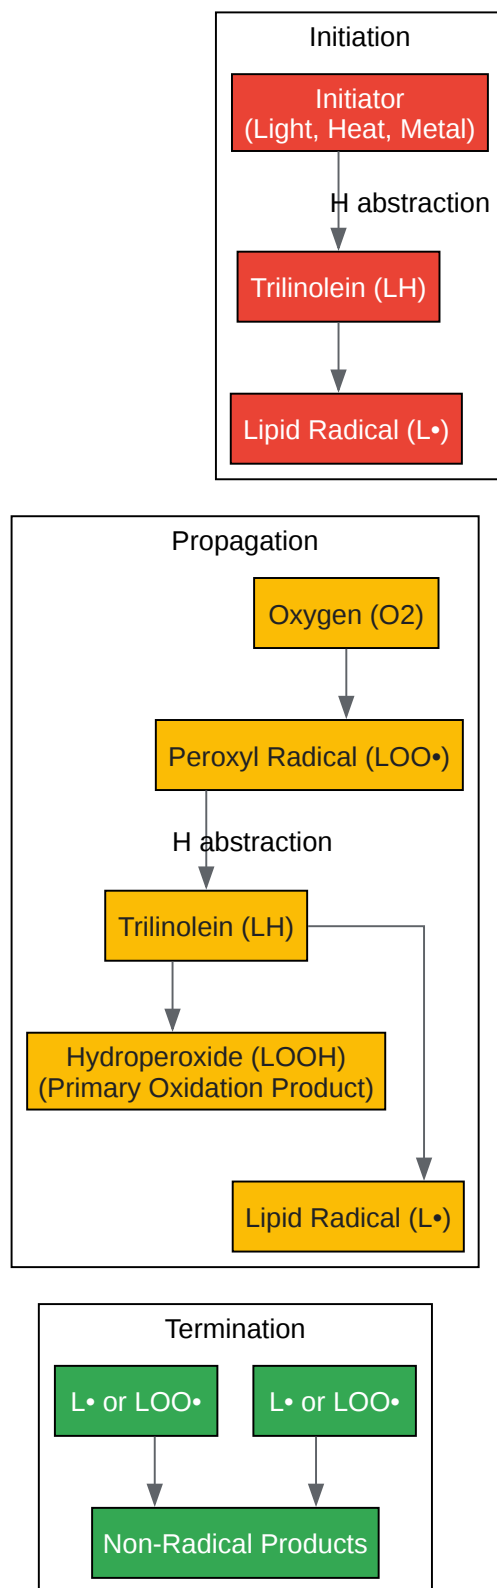 Initiation
Initiator
(Light, Heat, Metal)
H abstraction
Trilinolein (LH)
Lipid Radical (L•)
Propagation
Oxygen (O2)
Peroxyl Radical (LOO•)
H abstraction
Trilinolein (LH)
Hydroperoxide (LOOH)
(Primary Oxidation Product)
Lipid Radical (L•)
Termination
L• or LOO•
L• or LOO•
Non-Radical Products